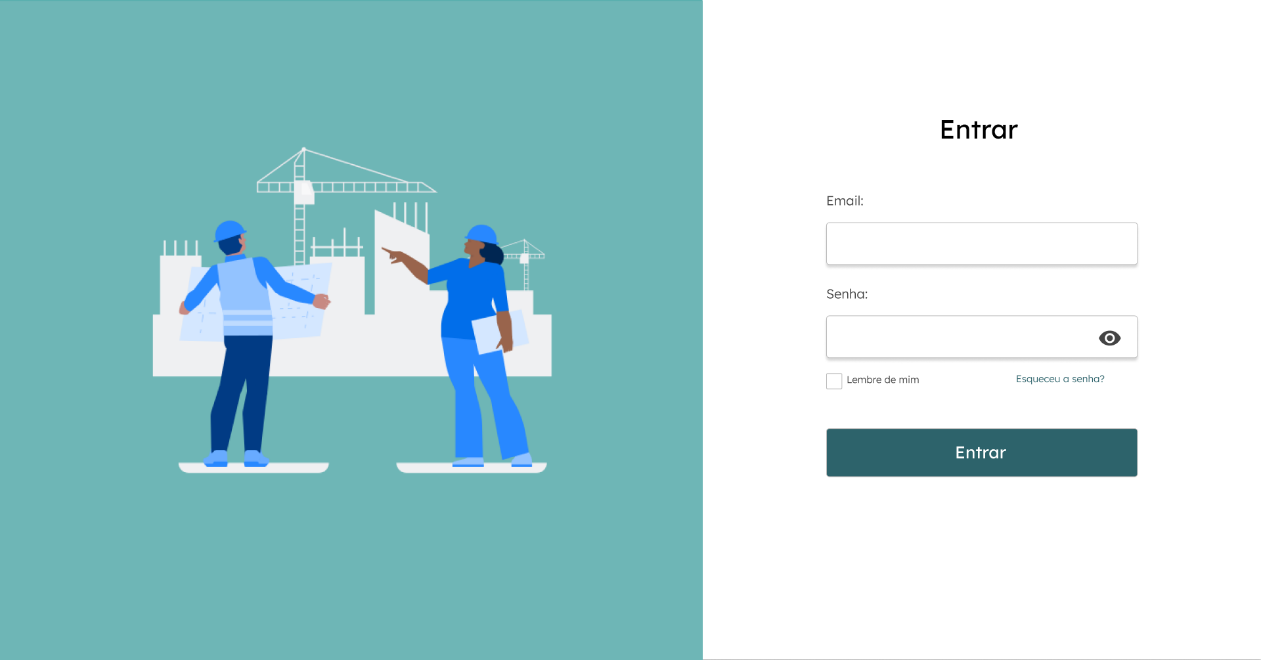 Entrar
Email:
Senha:
Lembre de mim
Esqueceu a senha?
Entrar